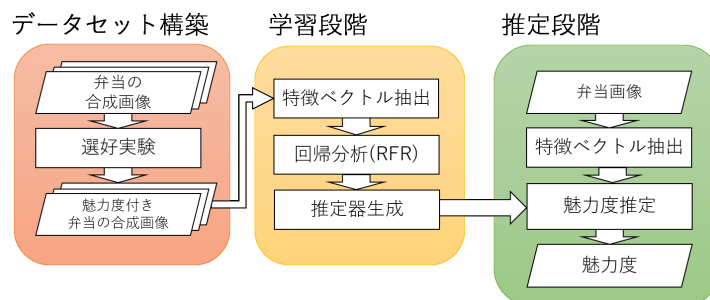 データセット構築
弁当の
合成画像
選好実験
魅力度付き
弁当の合成画像
学習段階
特徴ベクトル抽出
回帰分析(RFR)
推定器生成
推定段階
弁当画像
特徴ベクトル抽出
魅力度推定
魅力度